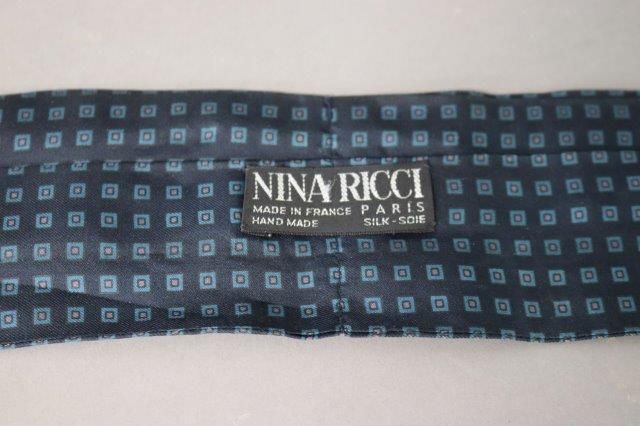 NINA RICCI
MADE IN FRANCE PARIS
HAND MADE SILK - SOIE